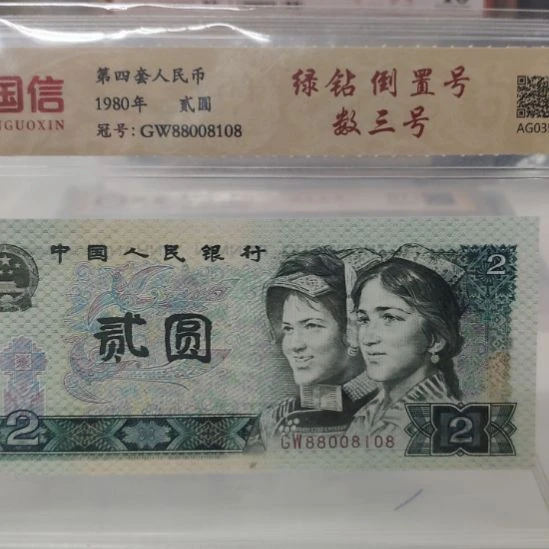 国信
NGUOXIN
第四套人民币
1980年 贰圆
冠号:GW88008108
绿钻倒置号
数三号
AG039
中国人民银行
贰圆
2
2
GW88008108
2